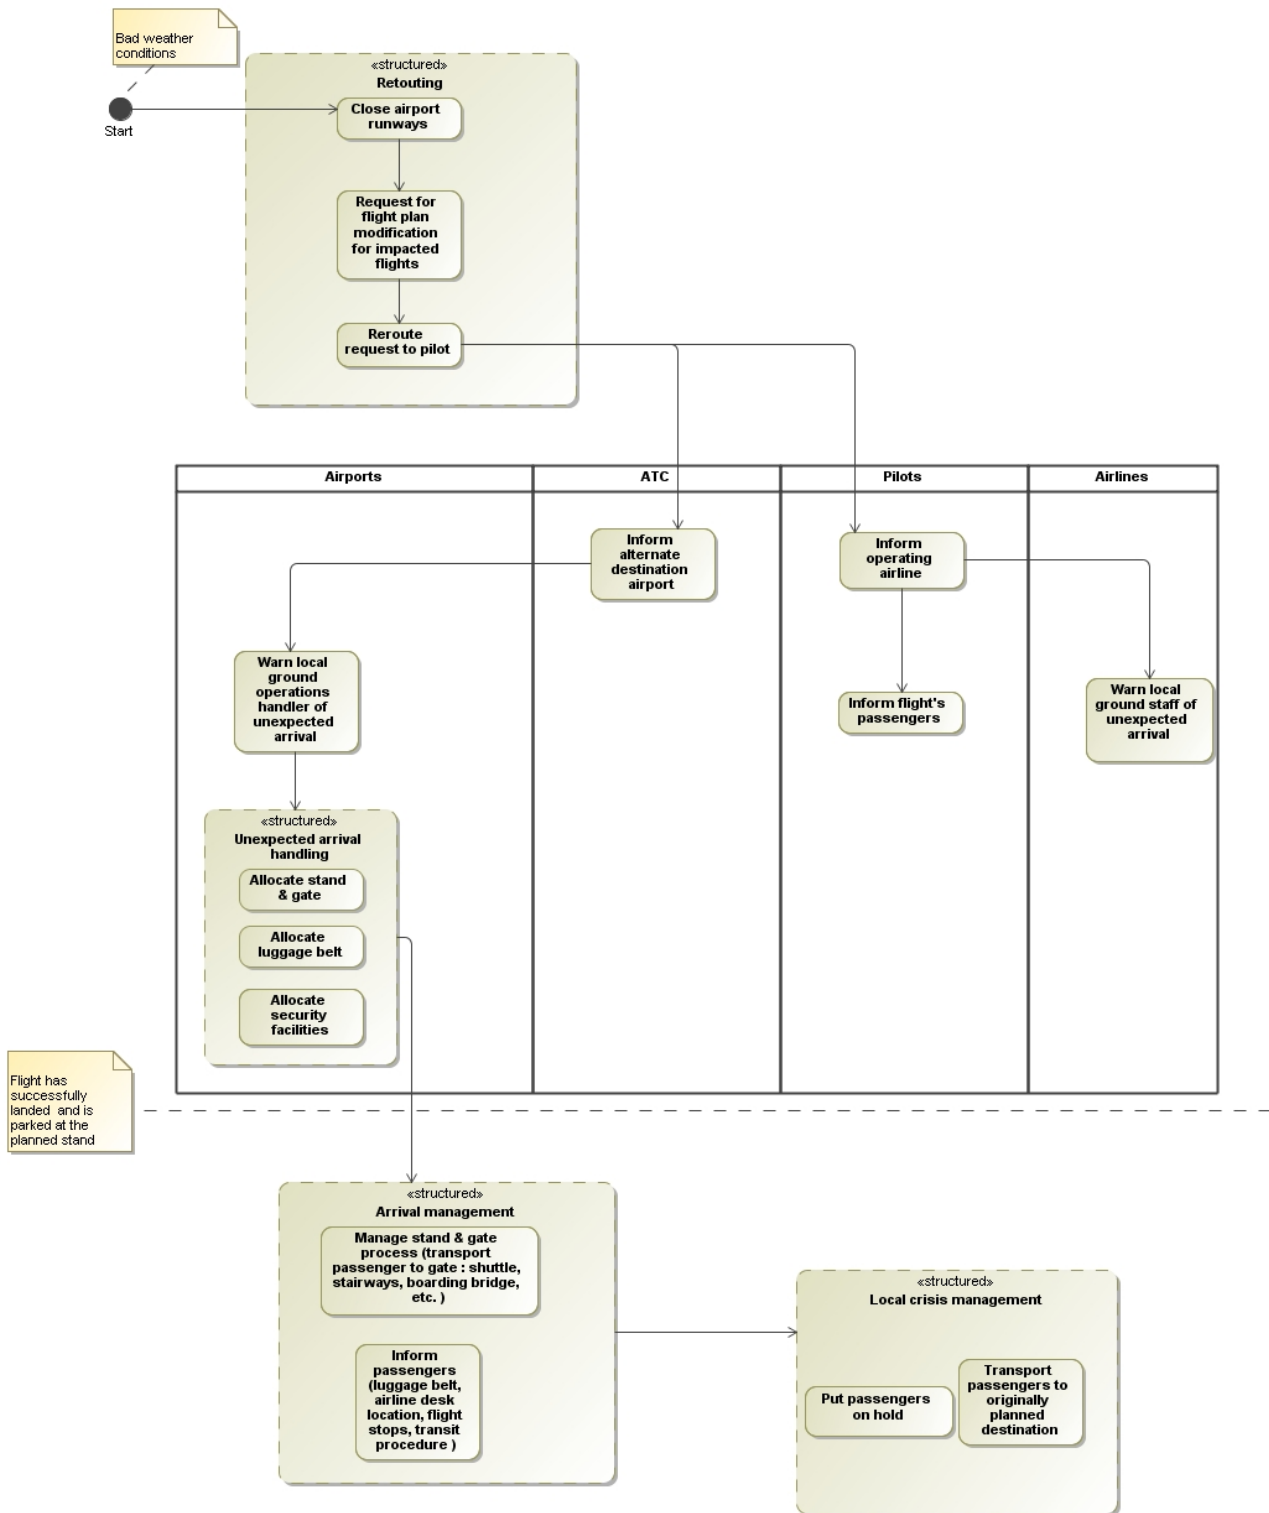 Bad weather
conditions
Start
«structured»
Retouting
Close airport
runways
Request for
flight plan
modification
for impacted
flights
Reroute
request to pilot
Airports
ATC
Pilots
Airlines
Inform
alternate
destination
airport
Inform
operating
airline
Warn local
ground
operations
handler of
unexpected
arrival
Inform flight's
passengers
Warn local
ground staff of
unexpected
arrival
«structured»
Unexpected arrival
handling
Allocate stand
& gate
Allocate
luggage belt
Allocate
security
facilities
Flight has
successfully
landed and is
parked at the
planned stand
«structured»
Arrival management
Manage stand & gate
process (transport
passenger to gate : shuttle,
stairways, boarding bridge,
etc. )
Inform
passengers
(luggage belt,
airline desk
location, flight
stops, transit
procedure )
«structured»
Local crisis management
Put passengers
on hold
Transport
passengers to
originally
planned
destination